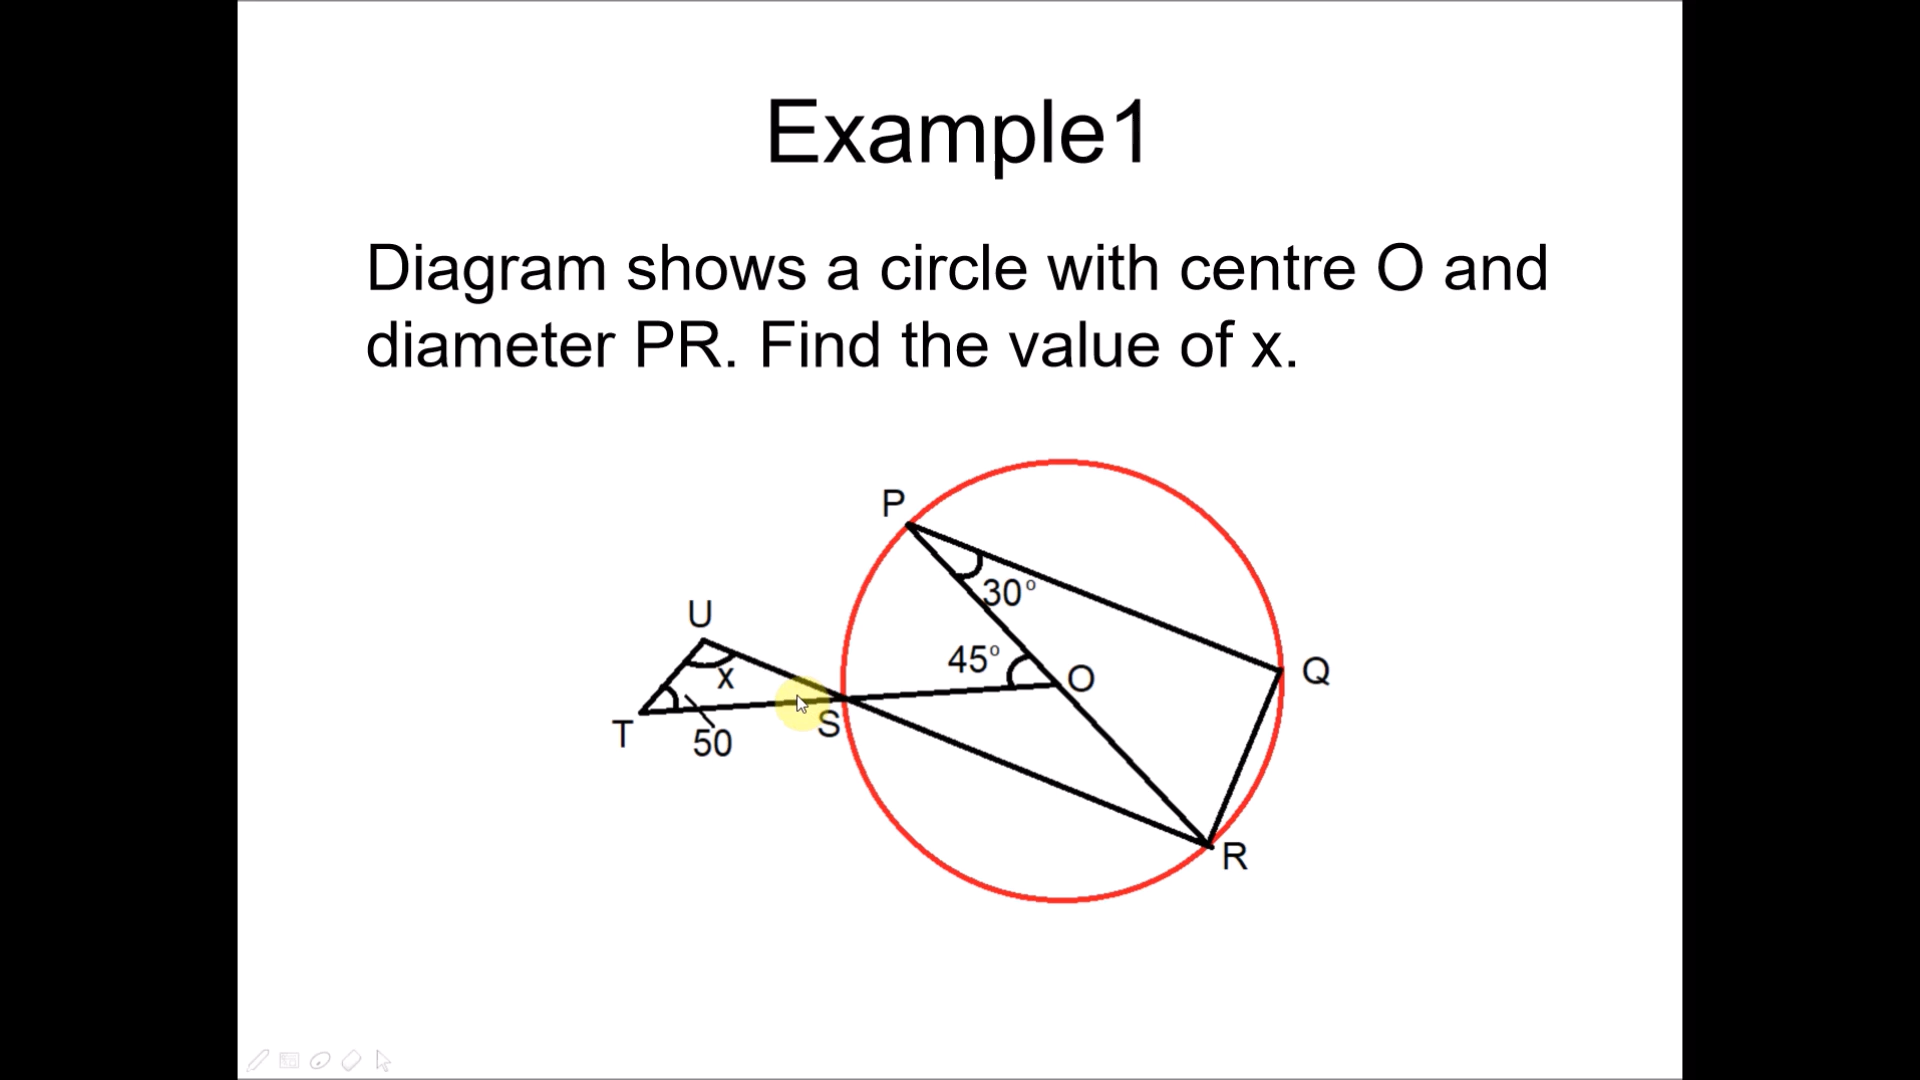 Example1
Diagram shows a circle with centre O and
diameter PR. Find the value of x.
P
30°
U
45°
O
Q
x
S
T
50
R